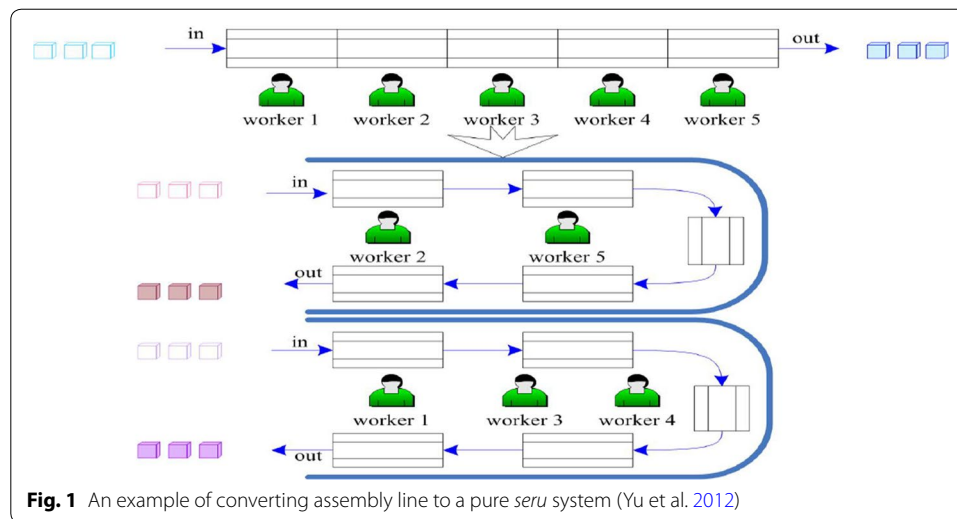 in
out
worker 1 worker 2 worker 3 worker 4 worker 5
in
worker 2 worker 5
out
in
worker 1 worker 3 worker 4
out
Fig. 1 An example of converting assembly line to a pure seru system (Yu et al. 2012)